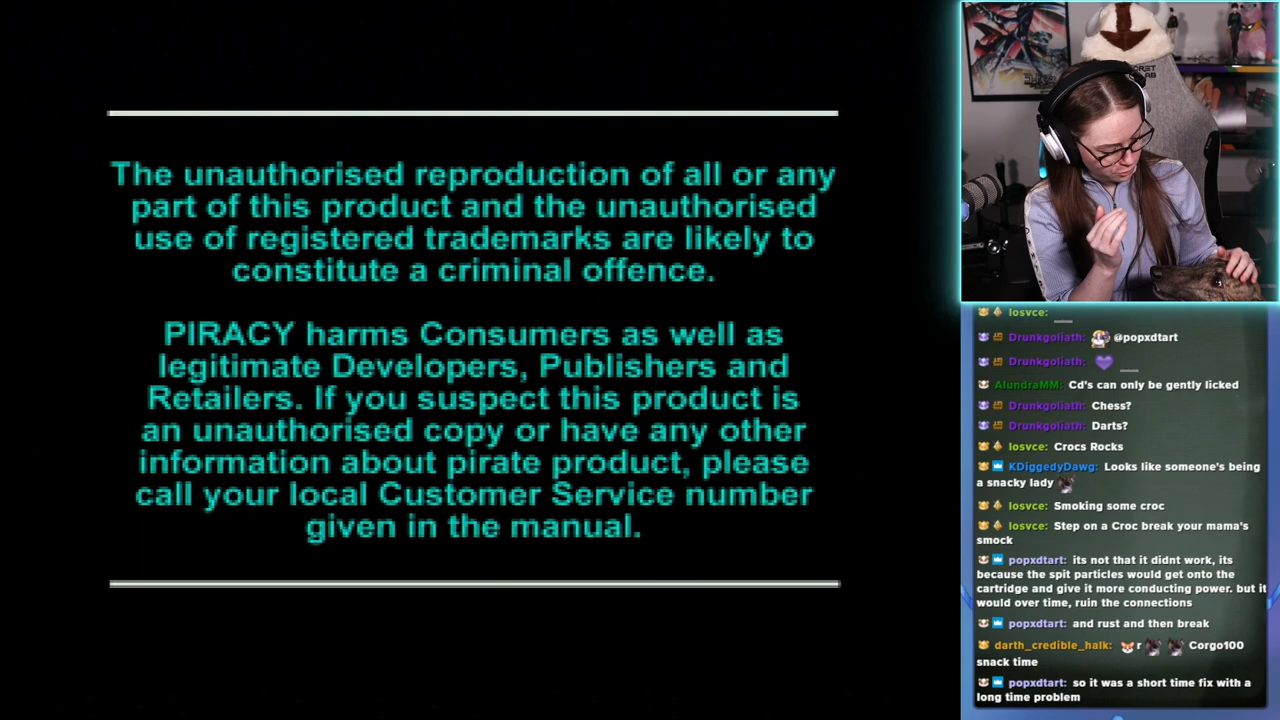 The unauthorised reproduction of all or any
part of this product and the unauthorised
use of registered trademarks are likely to
constitute a criminal offence.
PIRACY harms Consumers as well as
legitimate Developers, Publishers and
Retailers. If you suspect this product is
an unauthorised copy or have any other
information about pirate product, please
call your local Customer Service number
given in the manual.
Iosvce:
Drunkgoliath: @popxdtart
Drunkgoliath:
AlundraMM: Cd's can only be gently licked
Drunkgoliath: Chess?
Drunkgoliath: Darts?
Iosvce: Crocs Rocks
KDiggedyDawg: Looks like someone's being
a snacky lady
Iosvce: Smoking some croc
Iosvce: Step on a Croc break your mama's
smock
popxdtart: its not that it didnt work, its
because the spit particles would get onto the
cartridge and give it more conducting power. but it
would over time, ruin the connections
popxdtart: and rust and then break
darth_credible_halk: r Corgo100
snack time
popxdtart: so it was a short time fix with a
long time problem